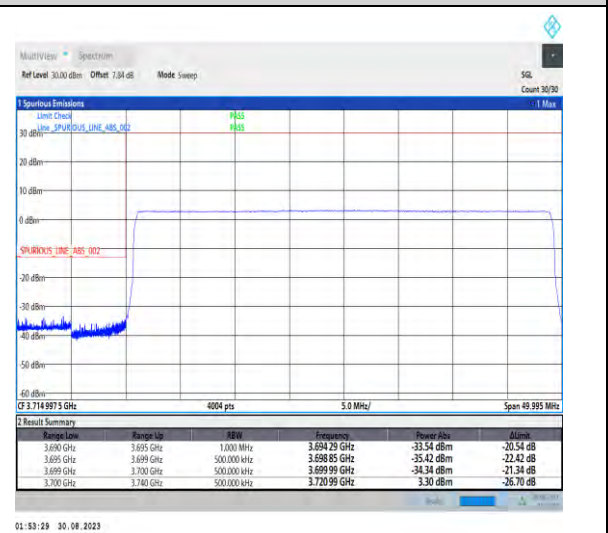 MultiView Spectrum
Ref Level 30.00 dBm Offset 7.84 dB Mode Sweep SGL
Count 30/30
1 Spurious Emissions 1 Max
Limit Check PASS
Line _SPURIOUS_LINE_ABS_002 PASS
30 dBm
20 dBm
10 dBm
0 dBm
SPURIOUS_LINE_ABS_002
-20 dBm
-30 dBm
-40 dBm
-50 dBm
-60 dBm
CF 3.714 997 5 GHz 4004 pts 5.0 MHz/ Span 49.995 MHz
2 Result Summary
Range Low Range Up RBW Frequency Power Abs ΔLimit
3.690 GHz 3.695 GHz 1.000 MHz 3.694 29 GHz -33.54 dBm -20.54 dB
3.695 GHz 3.699 GHz 500.000 kHz 3.698 85 GHz -35.42 dBm -22.42 dB
3.699 GHz 3.700 GHz 500.000 kHz 3.699 99 GHz -34.34 dBm -21.34 dB
3.700 GHz 3.740 GHz 500.000 kHz 3.720 99 GHz 3.30 dBm -26.70 dB
01:53:29 30.08.2023